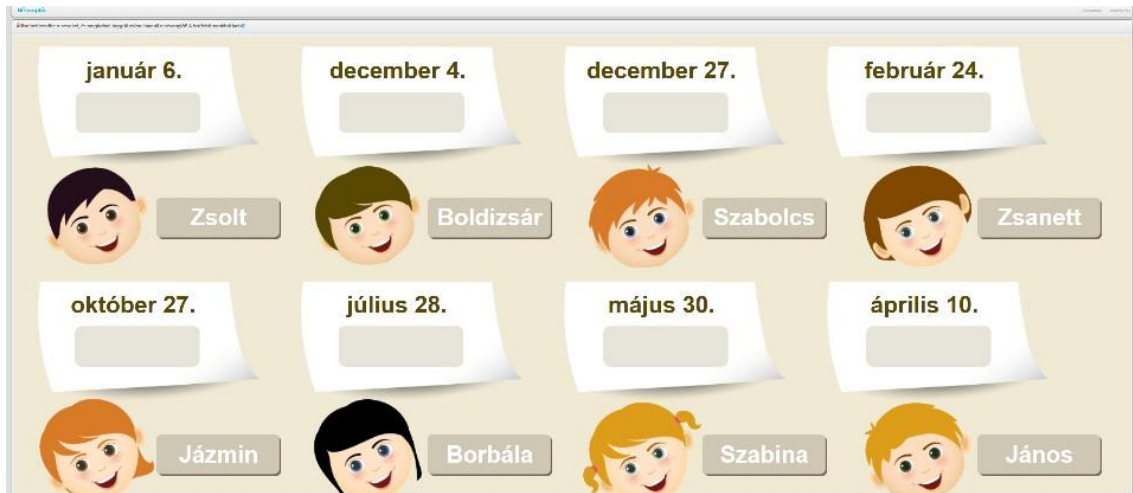 Névnapok
január 6.
december 4.
december 27.
február 24.
Zsolt
Boldizsár
Szabolcs
Zsanett
október 27.
július 28.
május 30.
április 10.
Jázmin
Borbála
Szabina
János